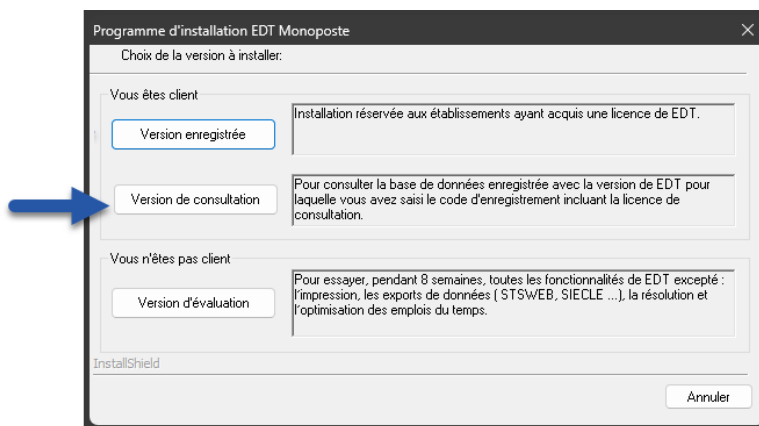 Programme d'installation EDT Monoposte
Choix de la version à installer:
Vous êtes client
Version enregistrée
Installation réservée aux établissements ayant acquis une licence de EDT.
Version de consultation
Pour consulter la base de données enregistrée avec la version de EDT pour
laquelle vous avez saisi le code d'enregistrement incluant la licence de
consultation.
Vous n'êtes pas client
Version d'évaluation
Pour essayer, pendant 8 semaines, toutes les fonctionnalités de EDT excepté :
l'impression, les exports de données ( STSWEB, SIECLE ...), la résolution et
l'optimisation des emplois du temps.
InstallShield
Annuler